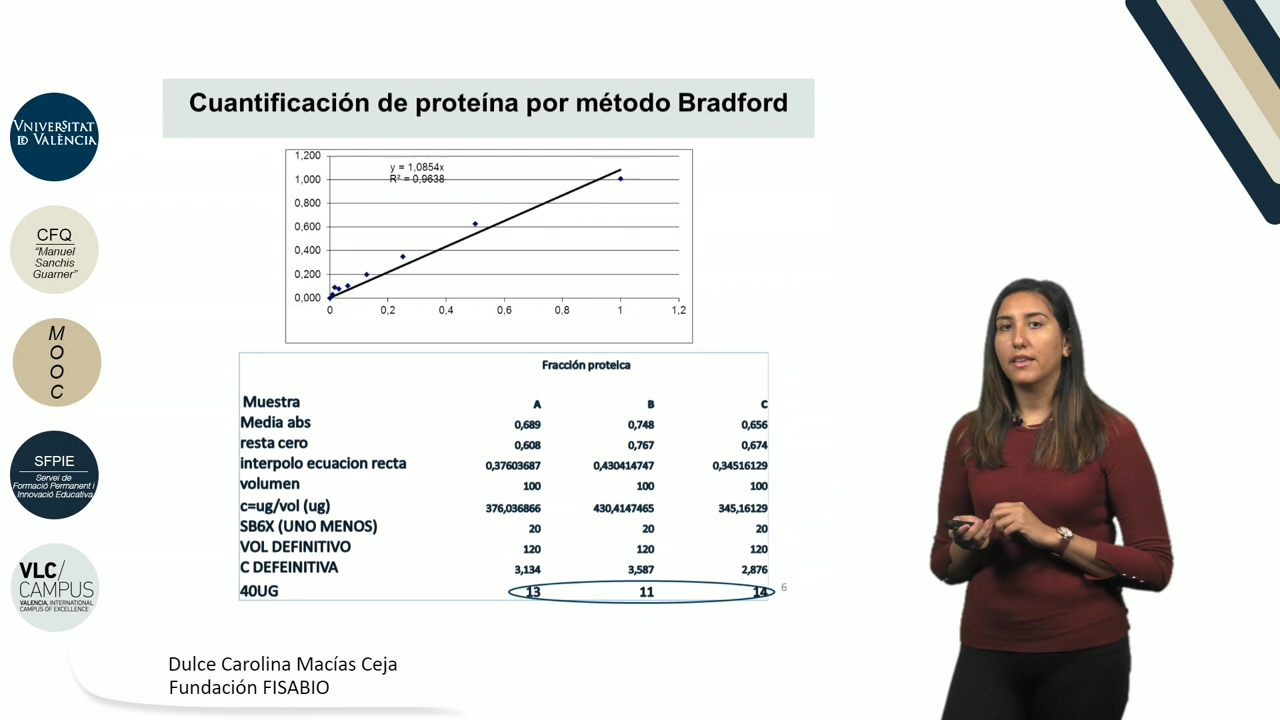 Cuantificación de proteína por método Bradford
VNIVERSITAT
ID VALÈNCIA
CFQ
"Manuel
Sanchis
Guarner"
M
O
O
C
SFPIE
Servei de
Formació Permanent i
Innovació Educativa
VLC/
CAMPUS
VALENCIA, INTERNATIONAL
CAMPUS OF EXCELLENCE
1,200
1,000
0,800
0,600
0,400
0,200
0,000
y = 1,0854x
R² = 0,9638
0 0,2 0,4 0,6 0,8 1 1,2
Fracción proteica
Muestra A B C
Media abs 0,689 0,748 0,656
resta cero 0,608 0,767 0,674
interpolo ecuacion recta 0,37603687 0,430414747 0,34516129
volumen 100 100 100
c=ug/vol (ug) 376,036866 430,4147465 345,16129
SB6X (UNO MENOS) 20 20 20
VOL DEFINITIVO 120 120 120
C DEFEINITIVA 3,134 3,587 2,876
40UG 13 11 14
6
Dulce Carolina Macías Ceja
Fundación FISABIO